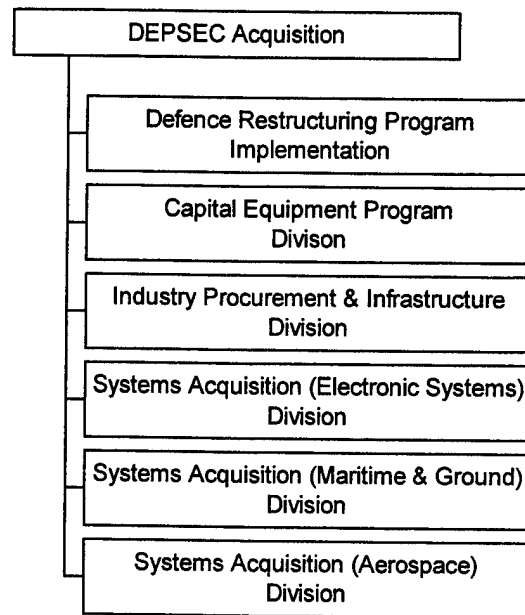 DEPSEC Acquisition
Defence Restructuring Program
Implementation
Capital Equipment Program
Divison
Industry Procurement & Infrastructure
Division
Systems Acquisition (Electronic Systems)
Division
Systems Acquisition (Maritime & Ground)
Division
Systems Acquisition (Aerospace)
Division